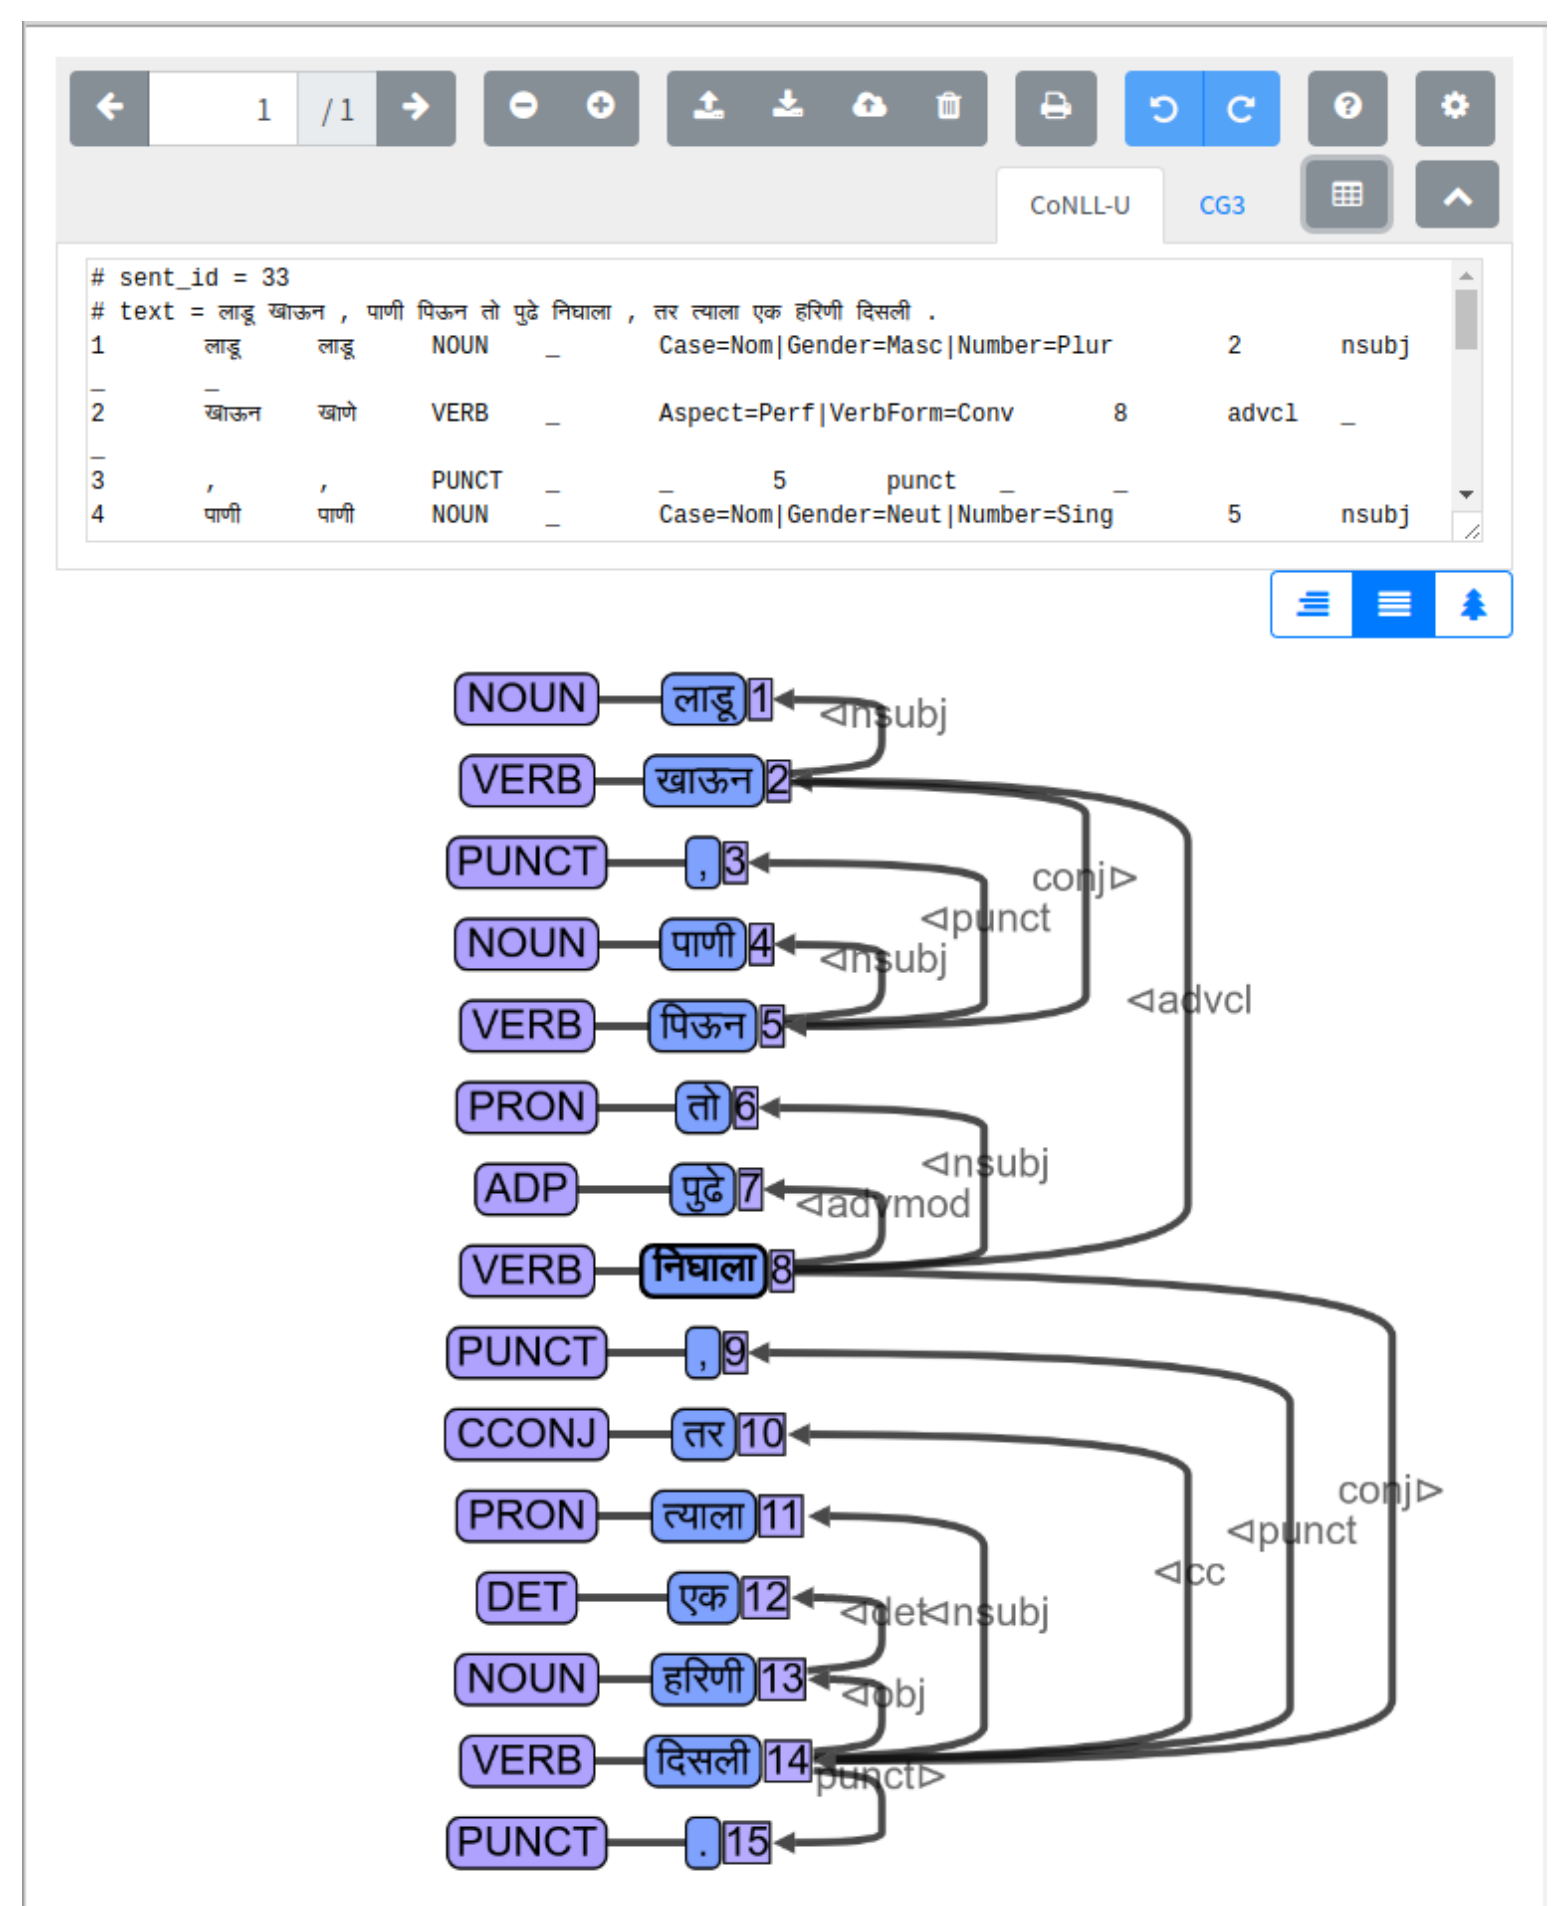 1 / 1
CoNLL-U CG3
# sent_id = 33
# text = लाडू खाऊन , पाणी पिऊन तो पुढे निघाला , तर त्याला एक हरिणी दिसली .
1 लाडू लाडू NOUN _ Case=Nom|Gender=Masc|Number=Plur 2 nsubj
_ _
2 खाऊन खाणे VERB _ Aspect=Perf|VerbForm=Conv 8 advcl _
_
3 , , PUNCT _ _ 5 punct _ _
4 पाणी पाणी NOUN _ Case=Nom|Gender=Neut|Number=Sing 5 nsubj
NOUN लाडू 1
⊲nsubj
VERB खाऊन 2
PUNCT , 3
conj⊳
⊲punct
NOUN पाणी 4
⊲nsubj
⊲advcl
VERB पिऊन 5
PRON तो 6
⊲nsubj
ADP पुढे 7
⊲advmod
VERB निघाला 8
PUNCT , 9
CCONJ तर 10
conj⊳
PRON त्याला 11
⊲punct
⊲cc
DET एक 12
⊲det ⊲nsubj
NOUN हरिणी 13
⊲obj
VERB दिसली 14
punct⊳
PUNCT . 15